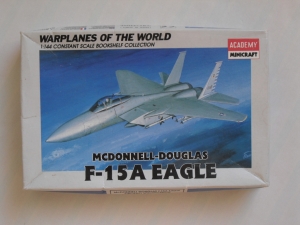 WARPLANES OF THE WORLD
1:144 CONSTANT SCALE BOOKSHELF COLLECTION
ACADEMY
MINICRAFT
MCDONNELL-DOUGLAS
F-15A EAGLE